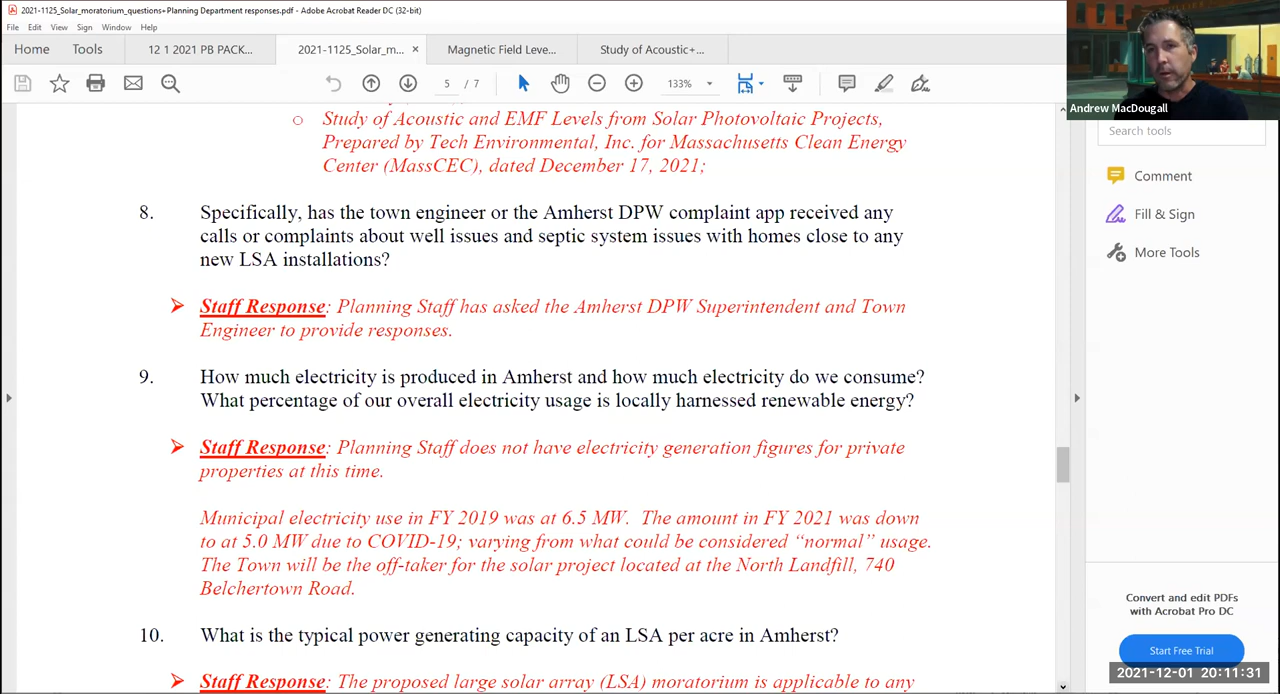 2021-1125_Solar_moratorium_questions+Planning Department responses.pdf - Adobe Acrobat Reader DC (32-bit)
File Edit View Sign Window Help
Home Tools 12 1 2021 PB PACK... 2021-1125_Solar_m... × Magnetic Field Leve... Study of Acoustic+...
5 / 7 133%
Andrew MacDougall
Search tools
Comment
Fill & Sign
More Tools
Study of Acoustic and EMF Levels from Solar Photovoltaic Projects,
Prepared by Tech Environmental, Inc. for Massachusetts Clean Energy
Center (MassCEC), dated December 17, 2021;
8. Specifically, has the town engineer or the Amherst DPW complaint app received any
calls or complaints about well issues and septic system issues with homes close to any
new LSA installations?
Staff Response: Planning Staff has asked the Amherst DPW Superintendent and Town
Engineer to provide responses.
9. How much electricity is produced in Amherst and how much electricity do we consume?
What percentage of our overall electricity usage is locally harnessed renewable energy?
Staff Response: Planning Staff does not have electricity generation figures for private
properties at this time.
Municipal electricity use in FY 2019 was at 6.5 MW. The amount in FY 2021 was down
to at 5.0 MW due to COVID-19; varying from what could be considered “normal” usage.
The Town will be the off-taker for the solar project located at the North Landfill, 740
Belchertown Road.
10. What is the typical power generating capacity of an LSA per acre in Amherst?
Staff Response: The proposed large solar array (LSA) moratorium is applicable to any
Convert and edit PDFs
with Acrobat Pro DC
Start Free Trial
2021-12-01 20:11:31